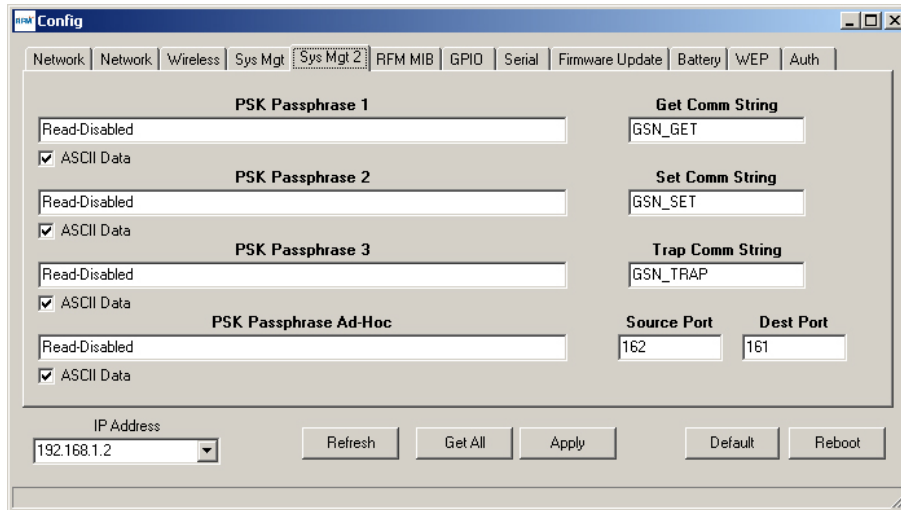 RFM Config
Network Network Wireless Sys Mgt Sys Mgt 2 RFM MIB GPIO Serial Firmware Update Battery WEP Auth
PSK Passphrase 1 Get Comm String
Read-Disabled GSN_GET
ASCII Data
PSK Passphrase 2 Set Comm String
Read-Disabled GSN_SET
ASCII Data
PSK Passphrase 3 Trap Comm String
Read-Disabled GSN_TRAP
ASCII Data
PSK Passphrase Ad-Hoc Source Port Dest Port
Read-Disabled 162 161
ASCII Data
IP Address
192.168.1.2 Refresh Get All Apply Default Reboot